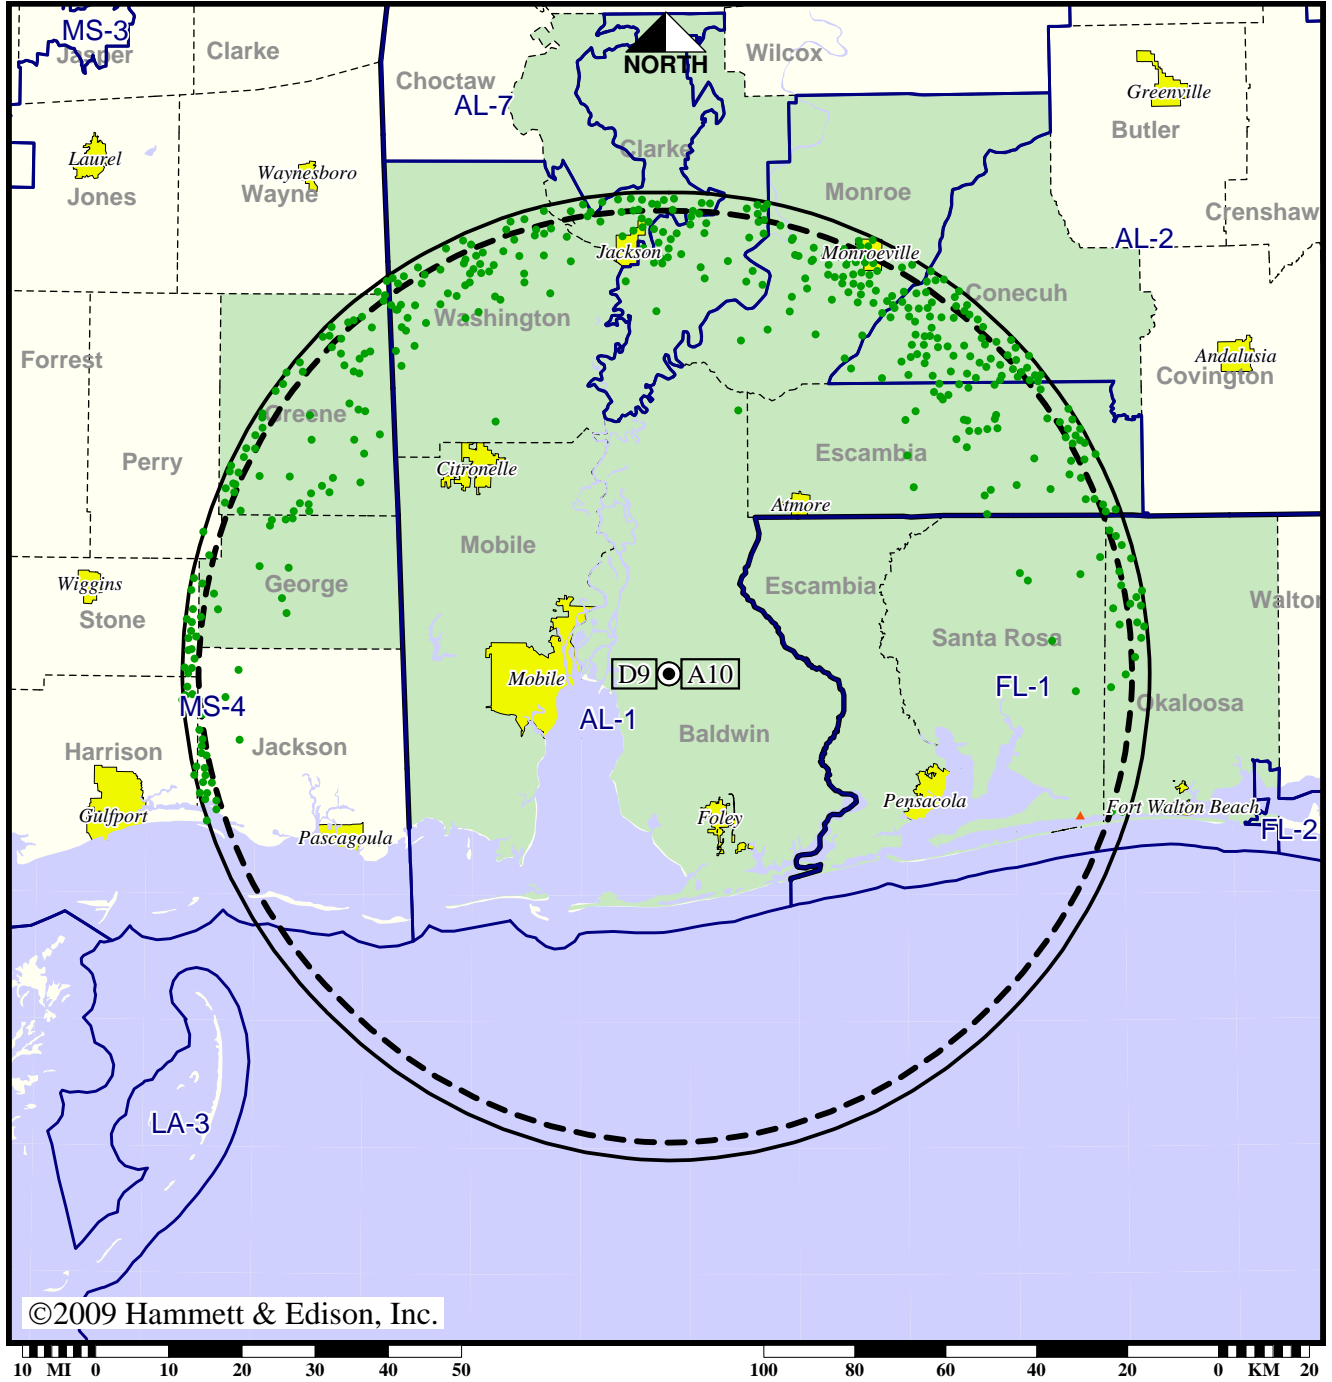 MS-3
Jasper
Clarke
Choctaw
AL-7
NORTH
Wilcox
Greenville
Butler
Laurel
Jones
Waynesboro
Wayne
Clarke
Monroe
Crenshaw
AL-2
Jackson
Monroeville
Conecuh
Washington
Forrest
Andalusia
Covington
Greene
Perry
Citronelle
Escambia
Atmore
Mobile
Wiggins
Stone
George
Escambia
Walton
Santa Rosa
Mobile
D9
A10
FL-1
MS-4
AL-1
Okaloosa
Harrison
Jackson
Baldwin
Gulfport
Pascagoula
Foley
Pensacola
Fort Walton Beach
FL-2
LA-3
©2009 Hammett & Edison, Inc.
10 MI 0 10 20 30 40 50
100 80 60 40 20 0 KM 20